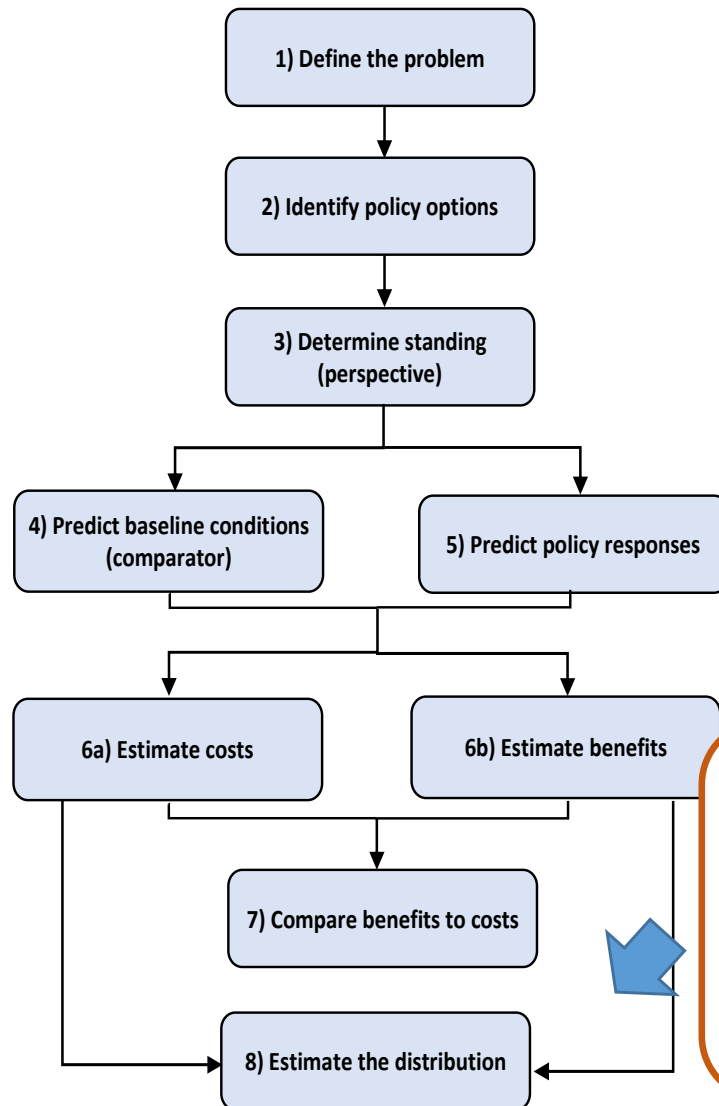 1) Define the problem
2) Identify policy options
3) Determine standing
(perspective)
4) Predict baseline conditions
(comparator)
5) Predict policy responses
6a) Estimate costs
6b) Estimate benefits
7) Compare benefits to costs
8) Estimate the distribution